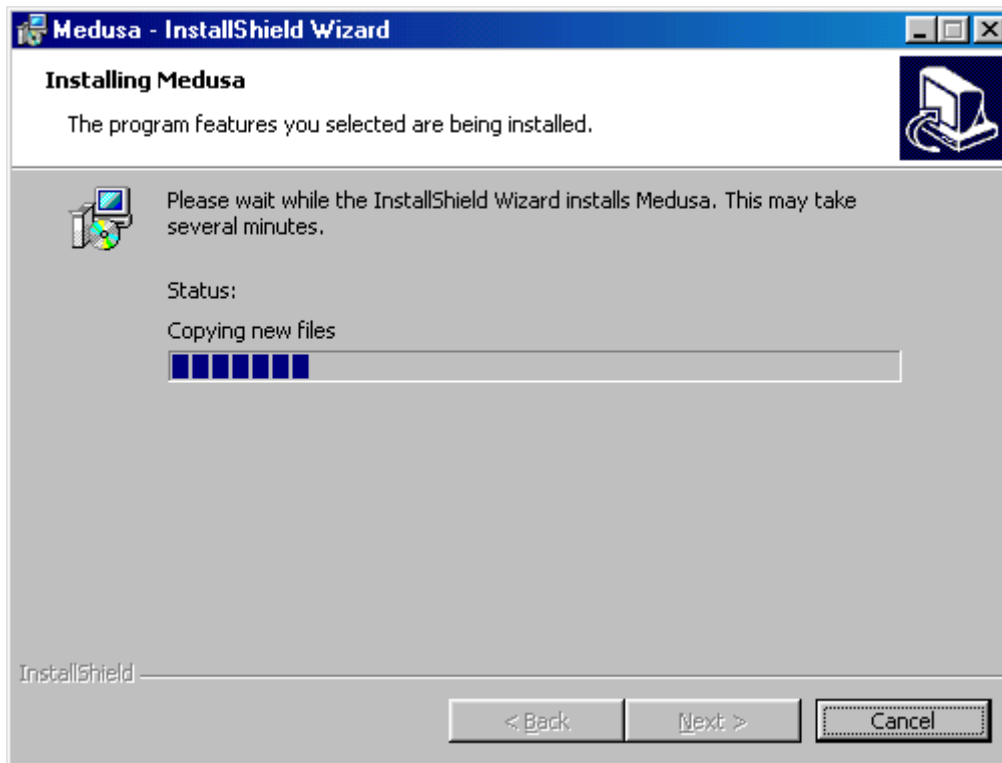 Medusa - InstallShield Wizard
Installing Medusa
The program features you selected are being installed.
Please wait while the InstallShield Wizard installs Medusa. This may take
several minutes.
Status:
Copying new files
InstallShield
< Back Next > Cancel